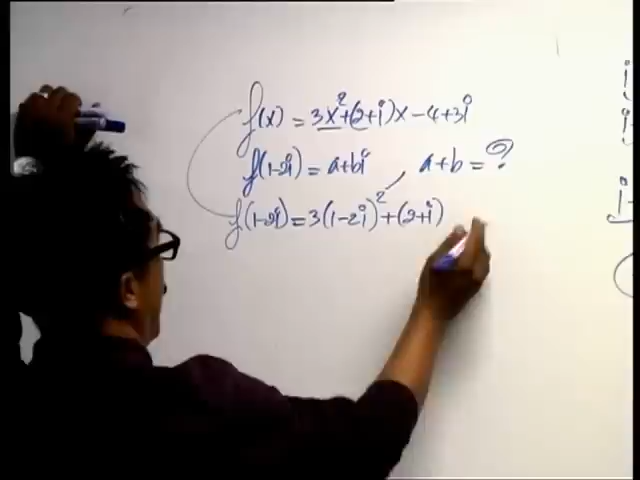 f(x) = 3x²+(2+i)x-4+3i
f(1-2i) = a+bi a+b = ?
f(1-2i) = 3(1-2i)²+(2+i)